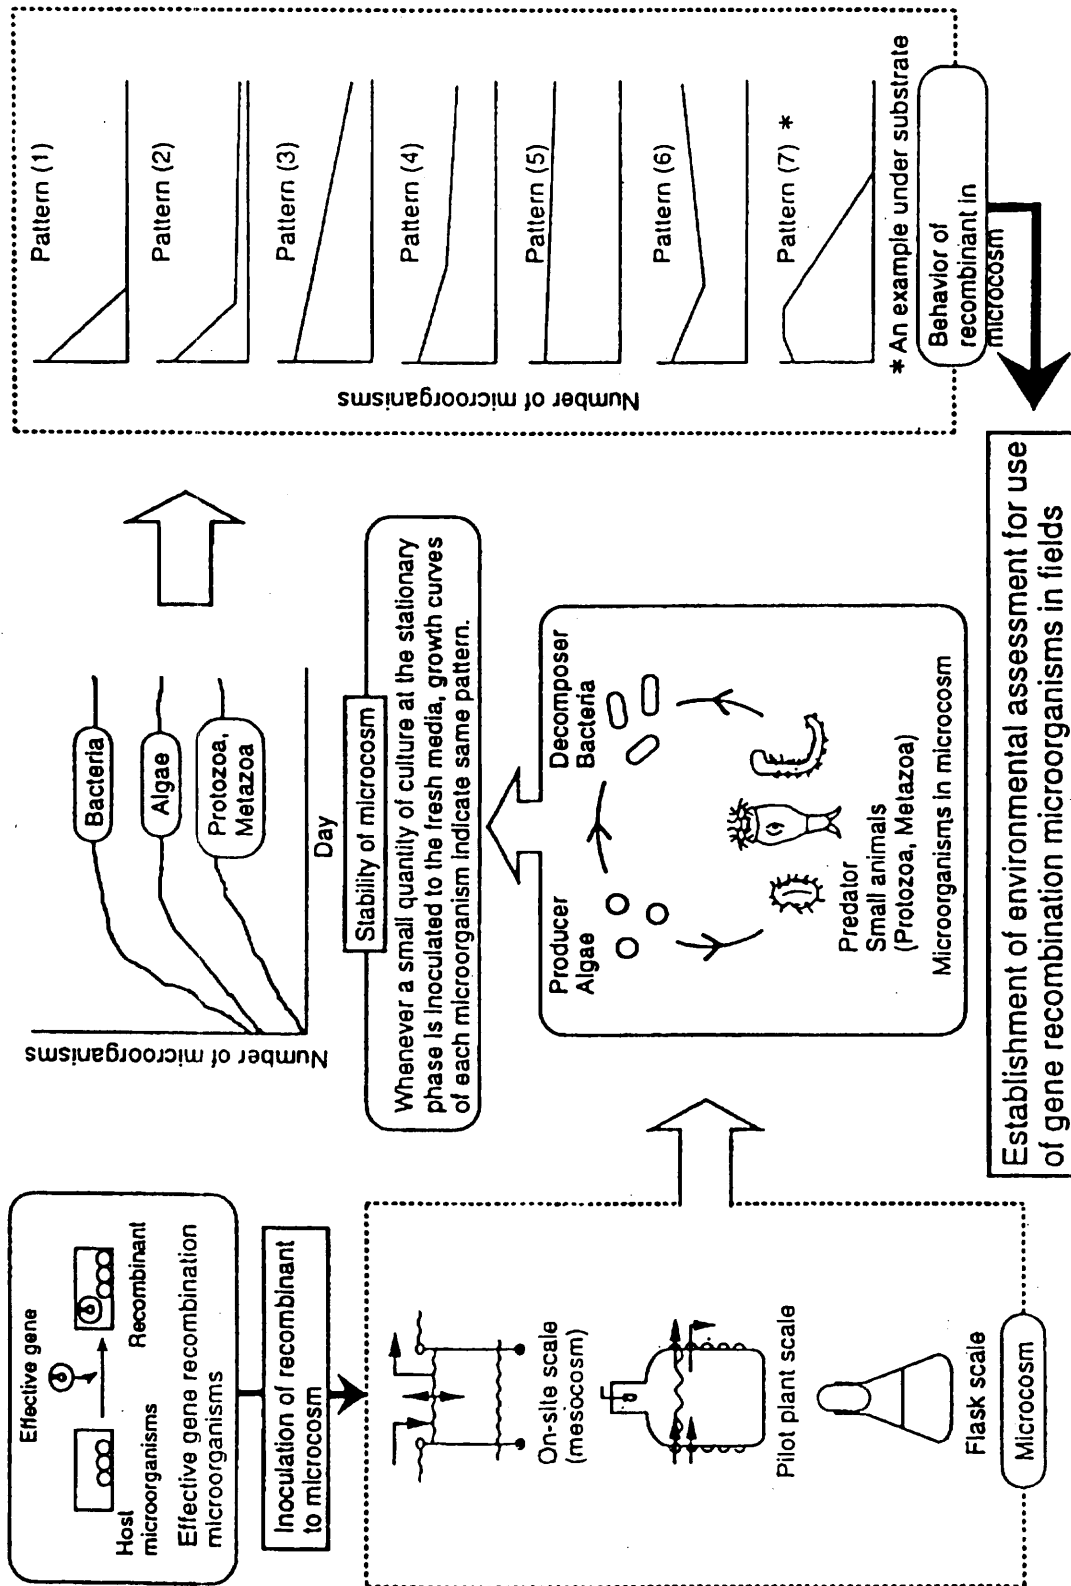 Effective gene
Host
microorganisms
Recombinant
Effective gene recombination
microorganisms
Inoculation of recombinant
to microcosm
On-site scale
(mesocosm)
Pilot plant scale
Flask scale
Microcosm
Number of microorganisms
Bacteria
Algae
Protozoa,
Metazoa
Day
Stability of microcosm
Whenever a small quantity of culture at the stationary
phase is inoculated to the fresh media, growth curves
of each microorganism indicate same pattern.
Producer
Algae
Decomposer
Bacteria
Predator
Small animals
(Protozoa, Metazoa)
Microorganisms in microcosm
Number of microorganisms
Pattern (1)
Pattern (2)
Pattern (3)
Pattern (4)
Pattern (5)
Pattern (6)
Pattern (7) *
* An example under substrate
Behavior of
recombinant in
microcosm
Establishment of environmental assessment for use
of gene recombination microorganisms in fields